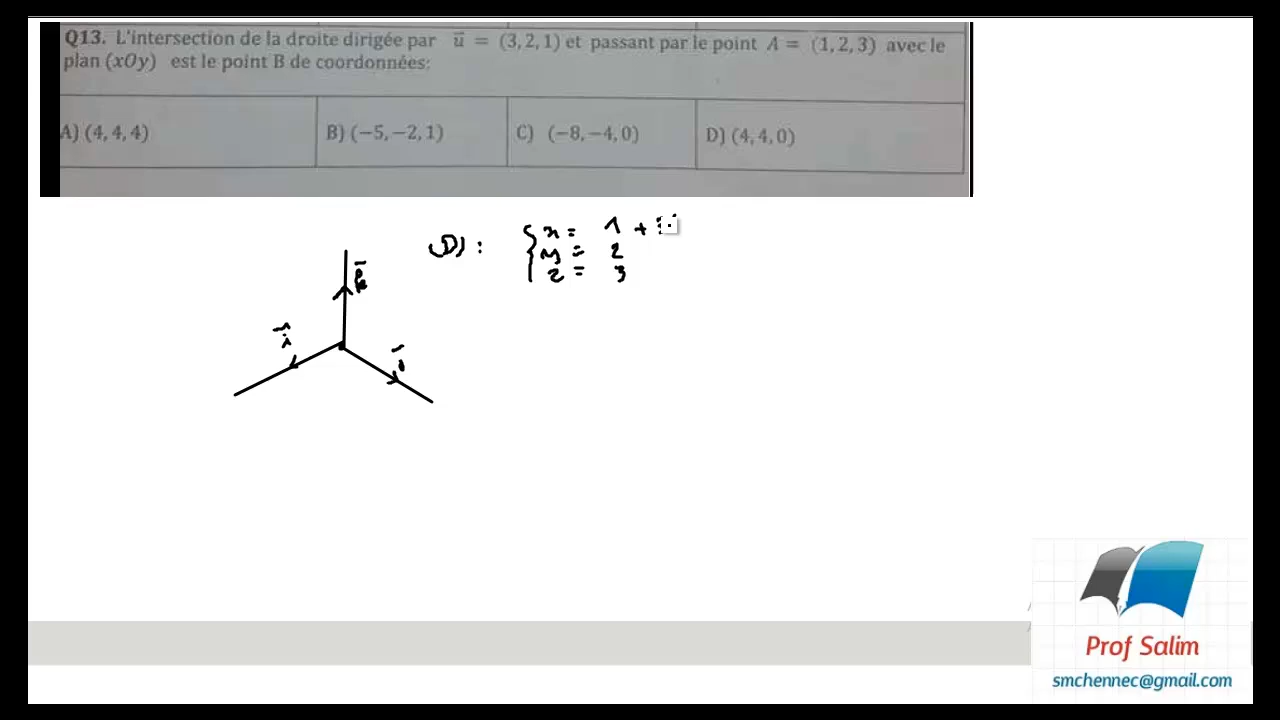 Q13. L'intersection de la droite dirigée par u⃗ = (3, 2, 1) et passant par le point A = (1, 2, 3) avec le
plan (xOy) est le point B de coordonnées:
A) (4, 4, 4) B) (−5, −2, 1) C) (−8, −4, 0) D) (4, 4, 0)
(D) : x = 1 +
y = 2
z = 3
k⃗
i⃗
j⃗
Prof Salim
smchennec@gmail.com